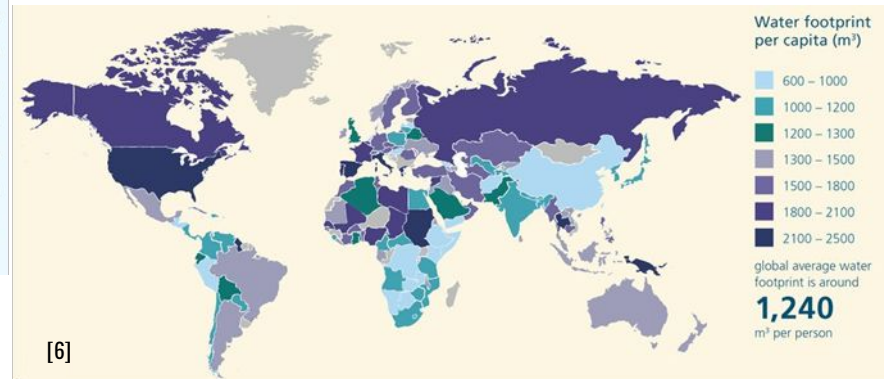 Water footprint
per capita (m³)
600 – 1000
1000 – 1200
1200 – 1300
1300 – 1500
1500 – 1800
1800 – 2100
2100 – 2500
global average water
footprint is around
1,240
m³ per person
[6]